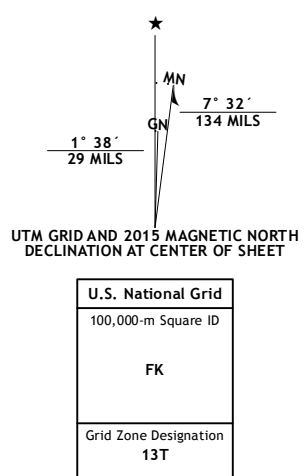 ★
MN
7° 32´
GN
134 MILS
1° 38´
29 MILS
UTM GRID AND 2015 MAGNETIC NORTH
DECLINATION AT CENTER OF SHEET
U.S. National Grid
100,000-m Square ID
FK
Grid Zone Designation
13T